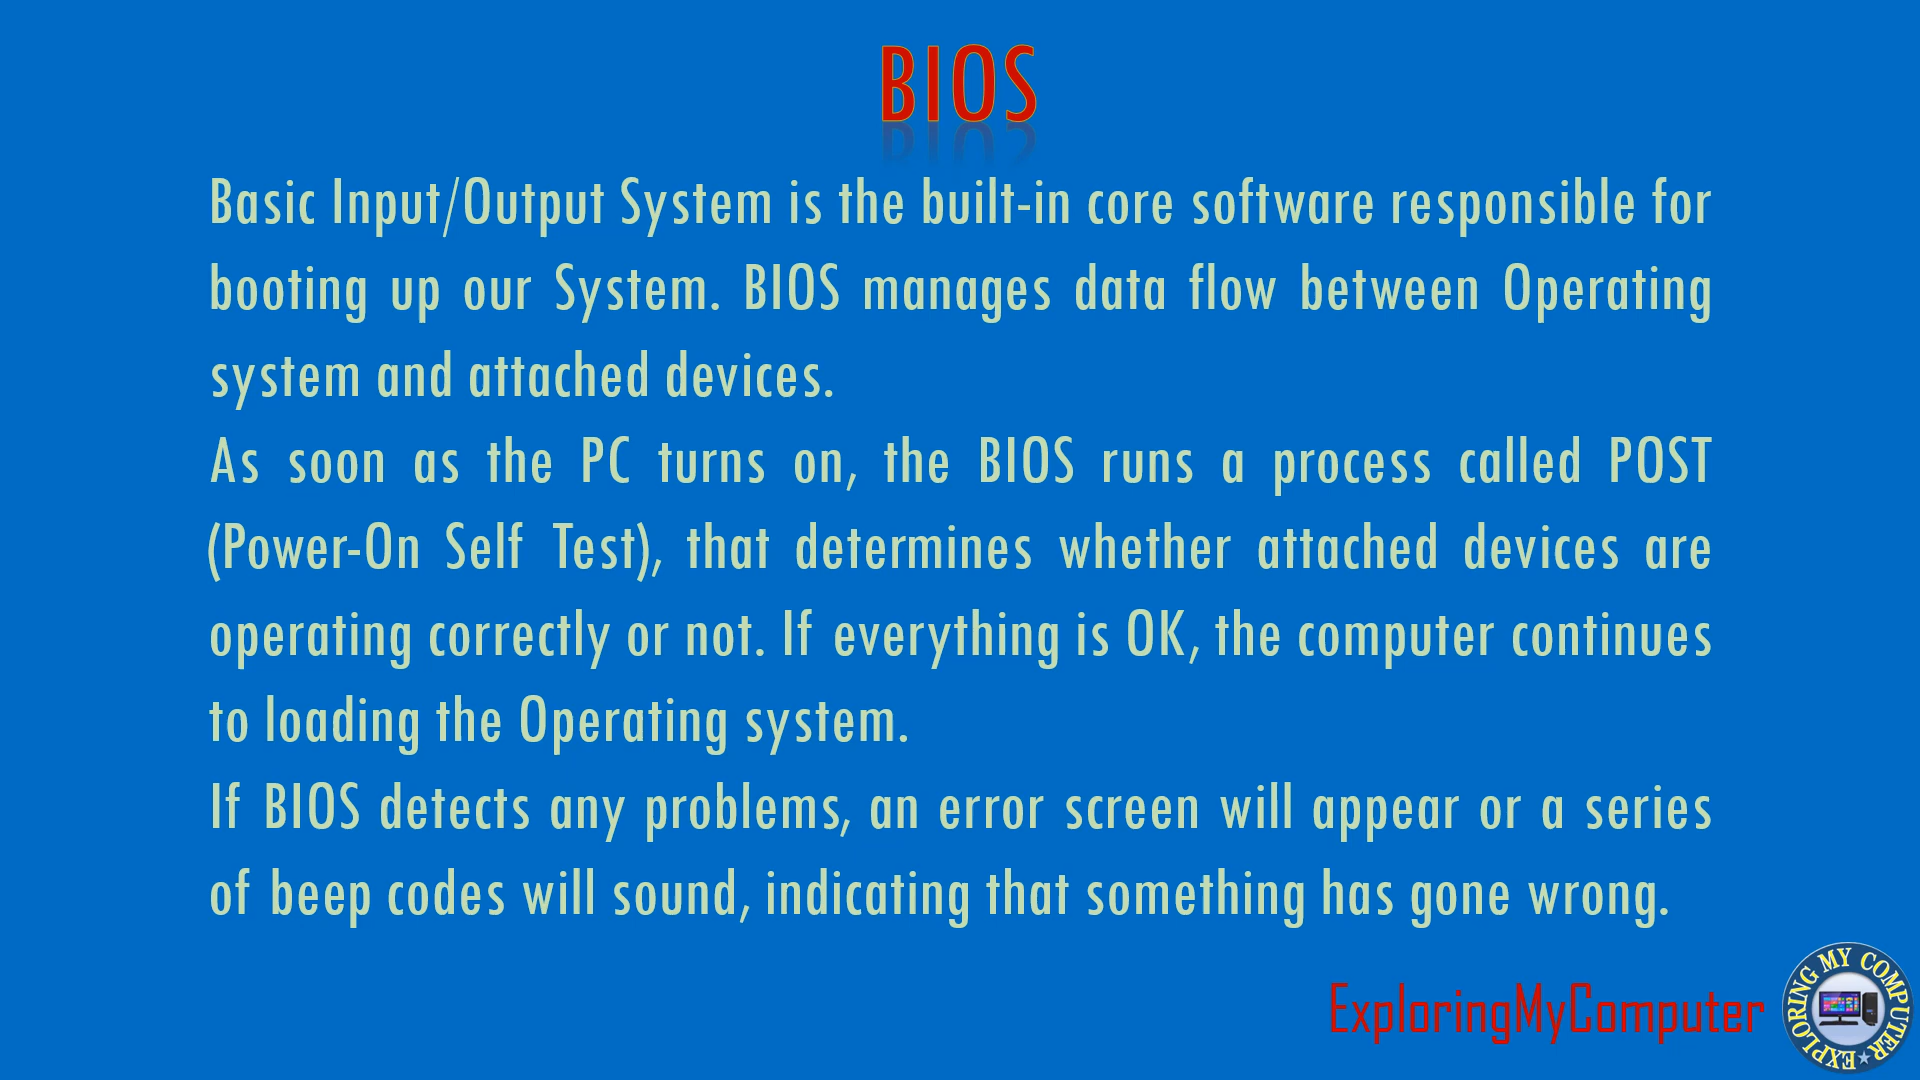 BIOS
Basic Input/Output System is the built-in core software responsible for
booting up our System. BIOS manages data flow between Operating
system and attached devices.
As soon as the PC turns on, the BIOS runs a process called POST
(Power-On Self Test), that determines whether attached devices are
operating correctly or not. If everything is OK, the computer continues
to loading the Operating system.
If BIOS detects any problems, an error screen will appear or a series
of beep codes will sound, indicating that something has gone wrong.
ExploringMyComputer
EXPLORING MY COMPUTER